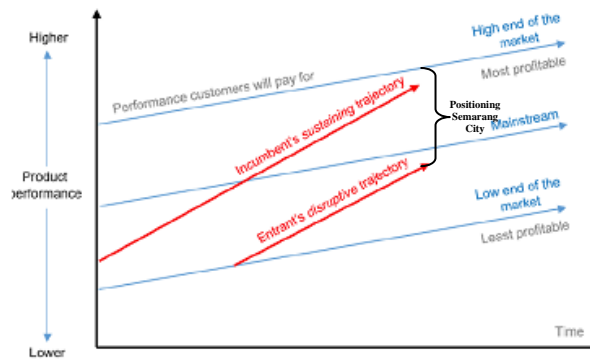 Higher
High end of the
market
Performance customers will pay for
Most profitable
Incumbent's sustaining trajectory
Positioning
Semarang
City
Mainstream
Product
performance
Entrant's disruptive trajectory
Low end of the
market
Least profitable
Time
Lower